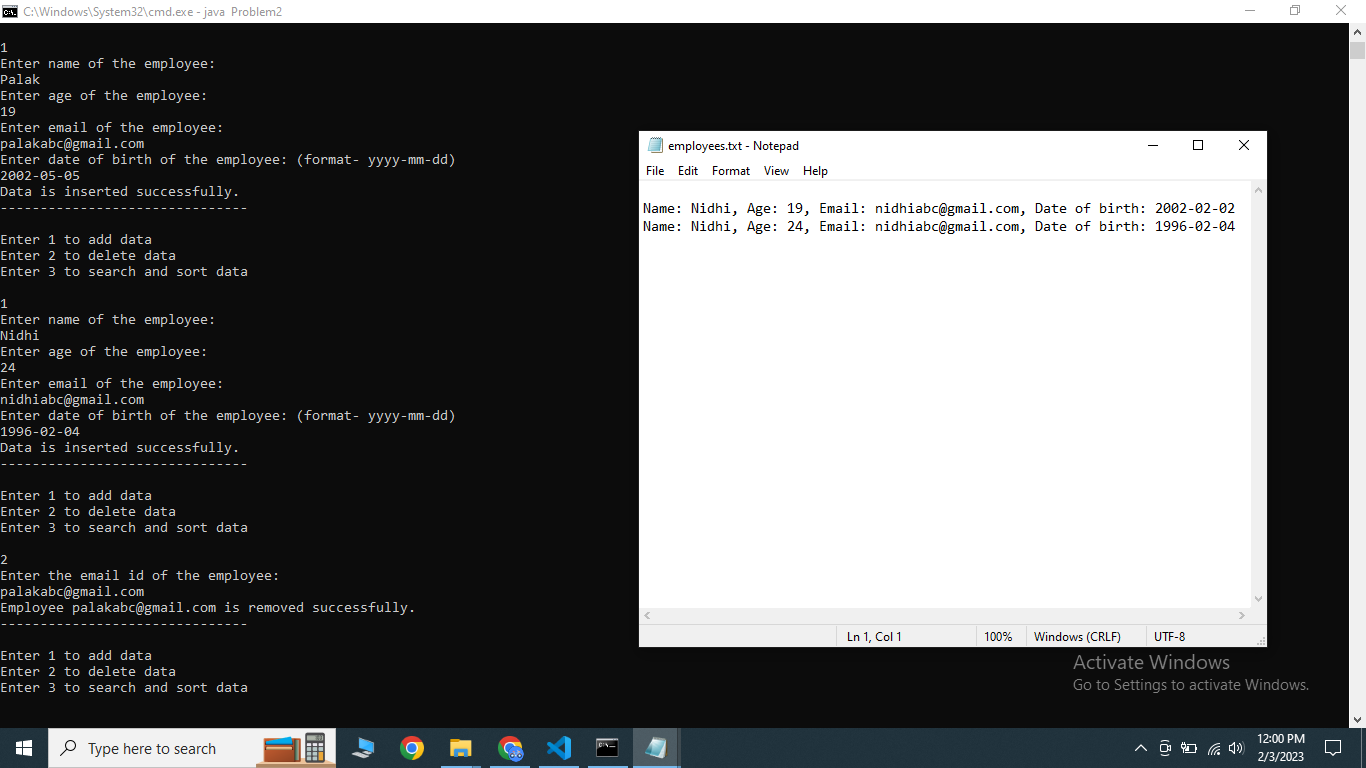 C:\Windows\System32\cmd.exe - java  Problem2
1
Enter name of the employee:
Palak
Enter age of the employee:
19
Enter email of the employee:
palakabc@gmail.com
Enter date of birth of the employee: (format- yyyy-mm-dd)
2002-05-05
Data is inserted successfully.
-------------------------------
Enter 1 to add data
Enter 2 to delete data
Enter 3 to search and sort data
1
Enter name of the employee:
Nidhi
Enter age of the employee:
24
Enter email of the employee:
nidhiabc@gmail.com
Enter date of birth of the employee: (format- yyyy-mm-dd)
1996-02-04
Data is inserted successfully.
-------------------------------
Enter 1 to add data
Enter 2 to delete data
Enter 3 to search and sort data
2
Enter the email id of the employee:
palakabc@gmail.com
Employee palakabc@gmail.com is removed successfully.
-------------------------------
Enter 1 to add data
Enter 2 to delete data
Enter 3 to search and sort data
employees.txt - Notepad
File Edit Format View Help
Name: Nidhi, Age: 19, Email: nidhiabc@gmail.com, Date of birth: 2002-02-02
Name: Nidhi, Age: 24, Email: nidhiabc@gmail.com, Date of birth: 1996-02-04
Ln 1, Col 1 100% Windows (CRLF) UTF-8
Activate Windows
Go to Settings to activate Windows.
Type here to search
12:00 PM
2/3/2023